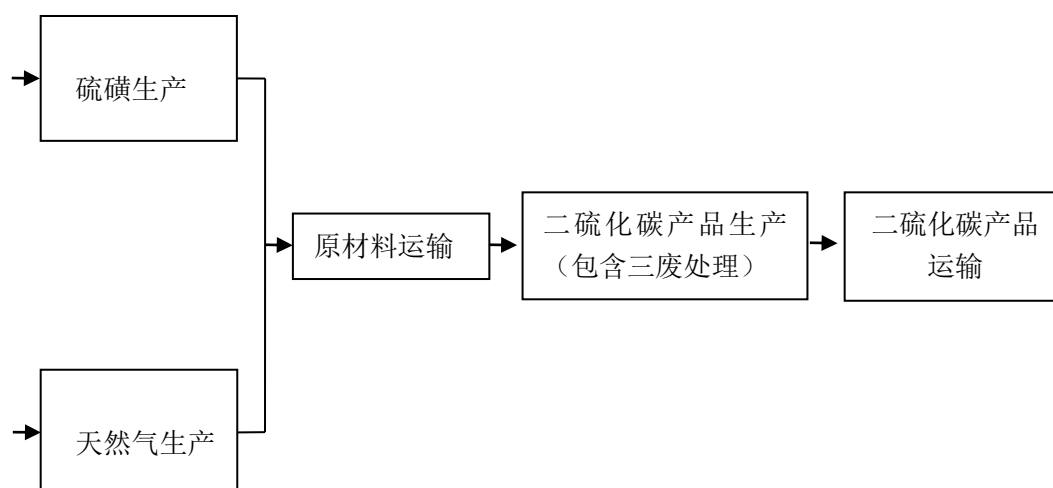 硫磺生产
原材料运输
二硫化碳产品生产
（包含三废处理）
二硫化碳产品
运输
天然气生产